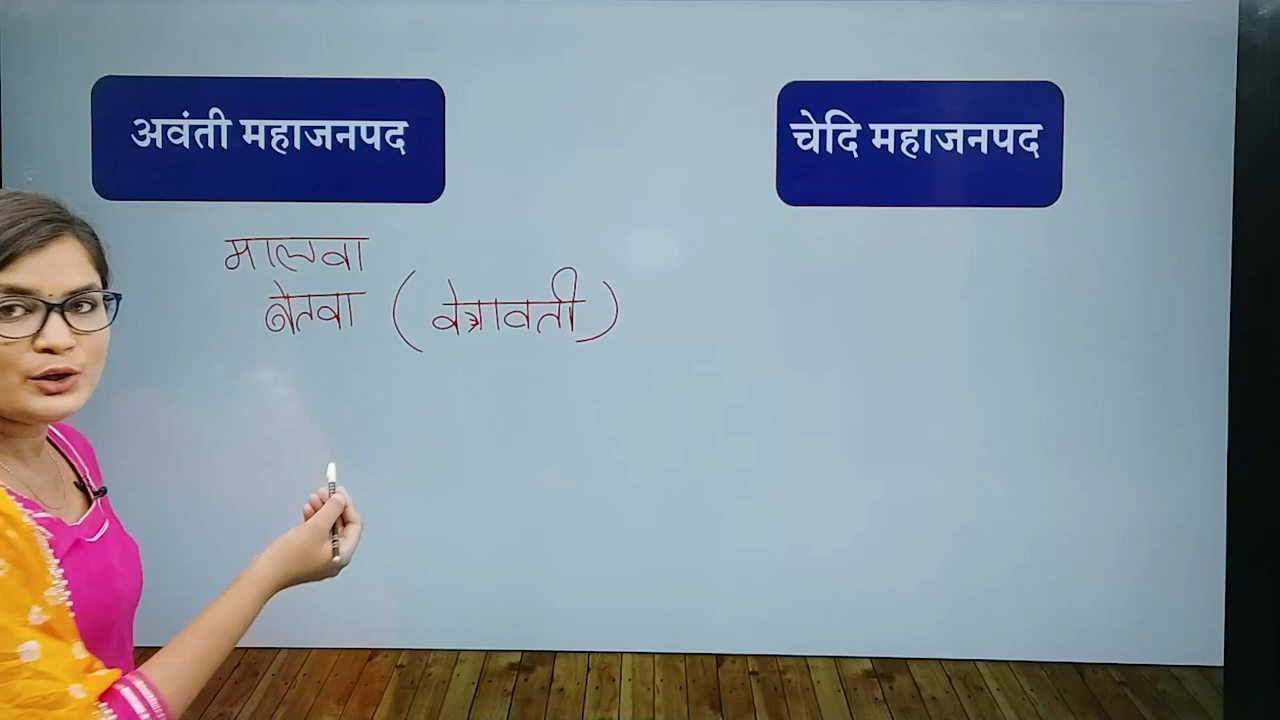 अवंती महाजनपद
चेदि महाजनपद
मालवा
बेतवा (वेत्रावती)